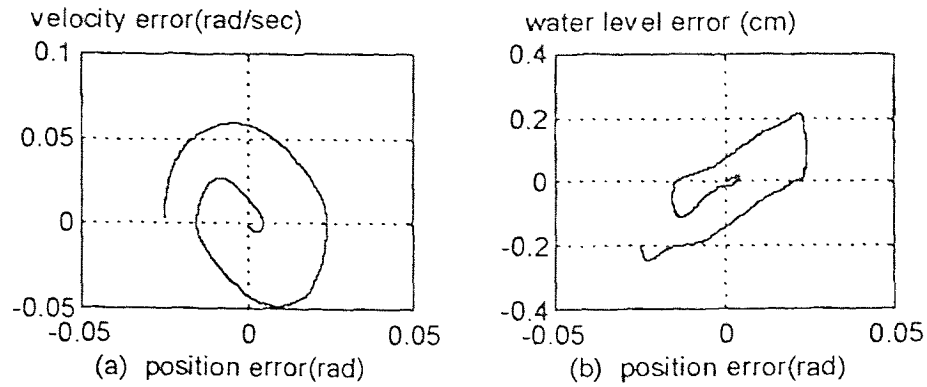 velocity error(rad/sec)
0.1
0.05
0
-0.05
-0.05 0 0.05
(a) position error(rad)
water level error (cm)
0.4
0.2
0
-0.2
-0.4
-0.05 0 0.05
(b) position error(rad)